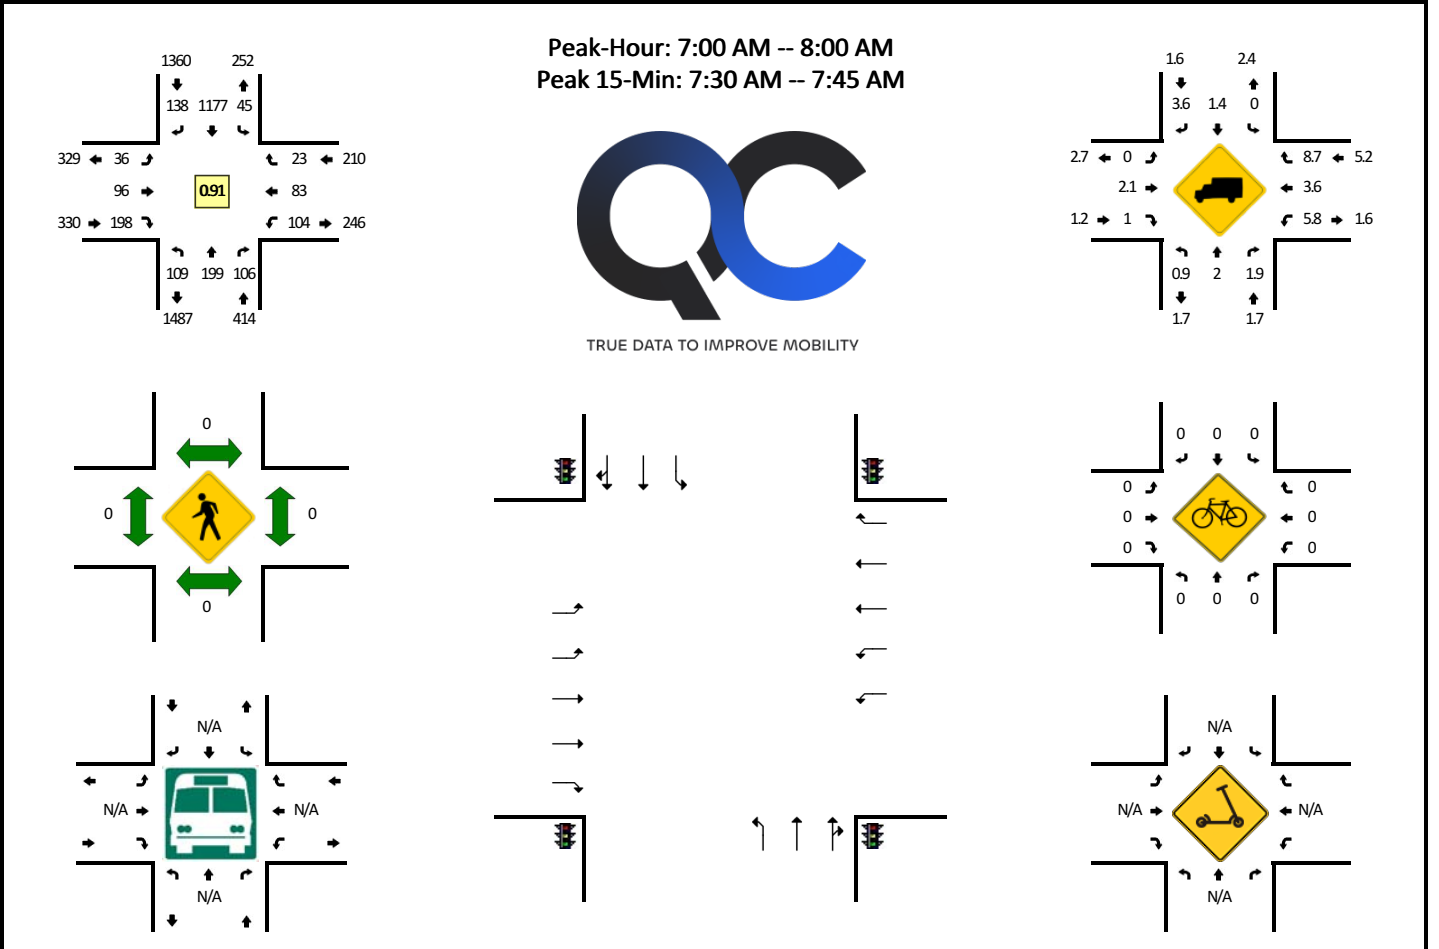 Peak-Hour: 7:00 AM -- 8:00 AM
Peak 15-Min: 7:30 AM -- 7:45 AM
1360 252
138 1177 45
329 36 23 210
96 0.91 83
330 198 104 246
109 199 106
1487 414
TRUE DATA TO IMPROVE MOBILITY
1.6 2.4
3.6 1.4 0
2.7 0 8.7 5.2
2.1 3.6
1.2 1 5.8 1.6
0.9 2 1.9
1.7 1.7
0
0 0
0
0 0 0
0 0
0 0
0 0
0 0 0
N/A
N/A N/A
N/A
N/A
N/A N/A
N/A